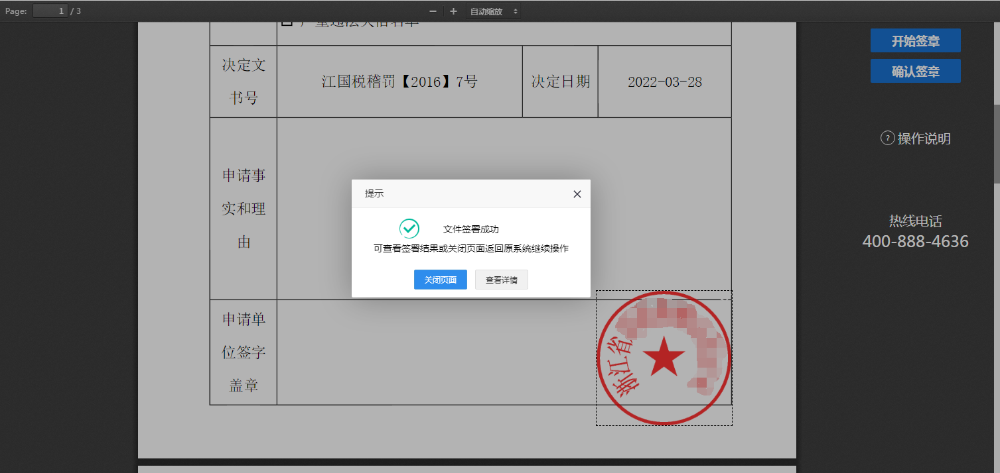 Page: 1 / 3
自动缩放
开始签章
确认签章
操作说明
热线电话
400-888-4636
决定文
书号
江国税稽罚【2016】7号
决定日期
2022-03-28
申请事
实和理
由
提示
文件签署成功
可查看签署结果或关闭页面返回原系统继续操作
关闭页面
查看详情
申请单
位签字
盖章
浙江省